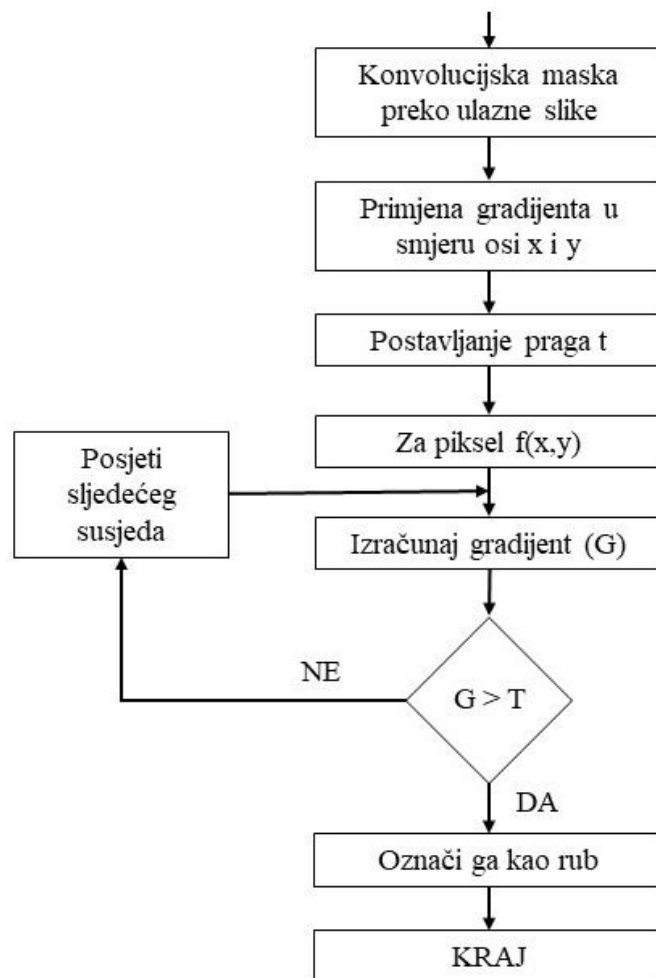 Konvolucijska maska
preko ulazne slike
Primjena gradijenta u
smjeru osi x i y
Postavljanje praga t
Za piksel f(x,y)
Posjeti
sljedećeg
susjeda
Izračunaj gradijent (G)
NE
G > T
DA
Označi ga kao rub
KRAJ